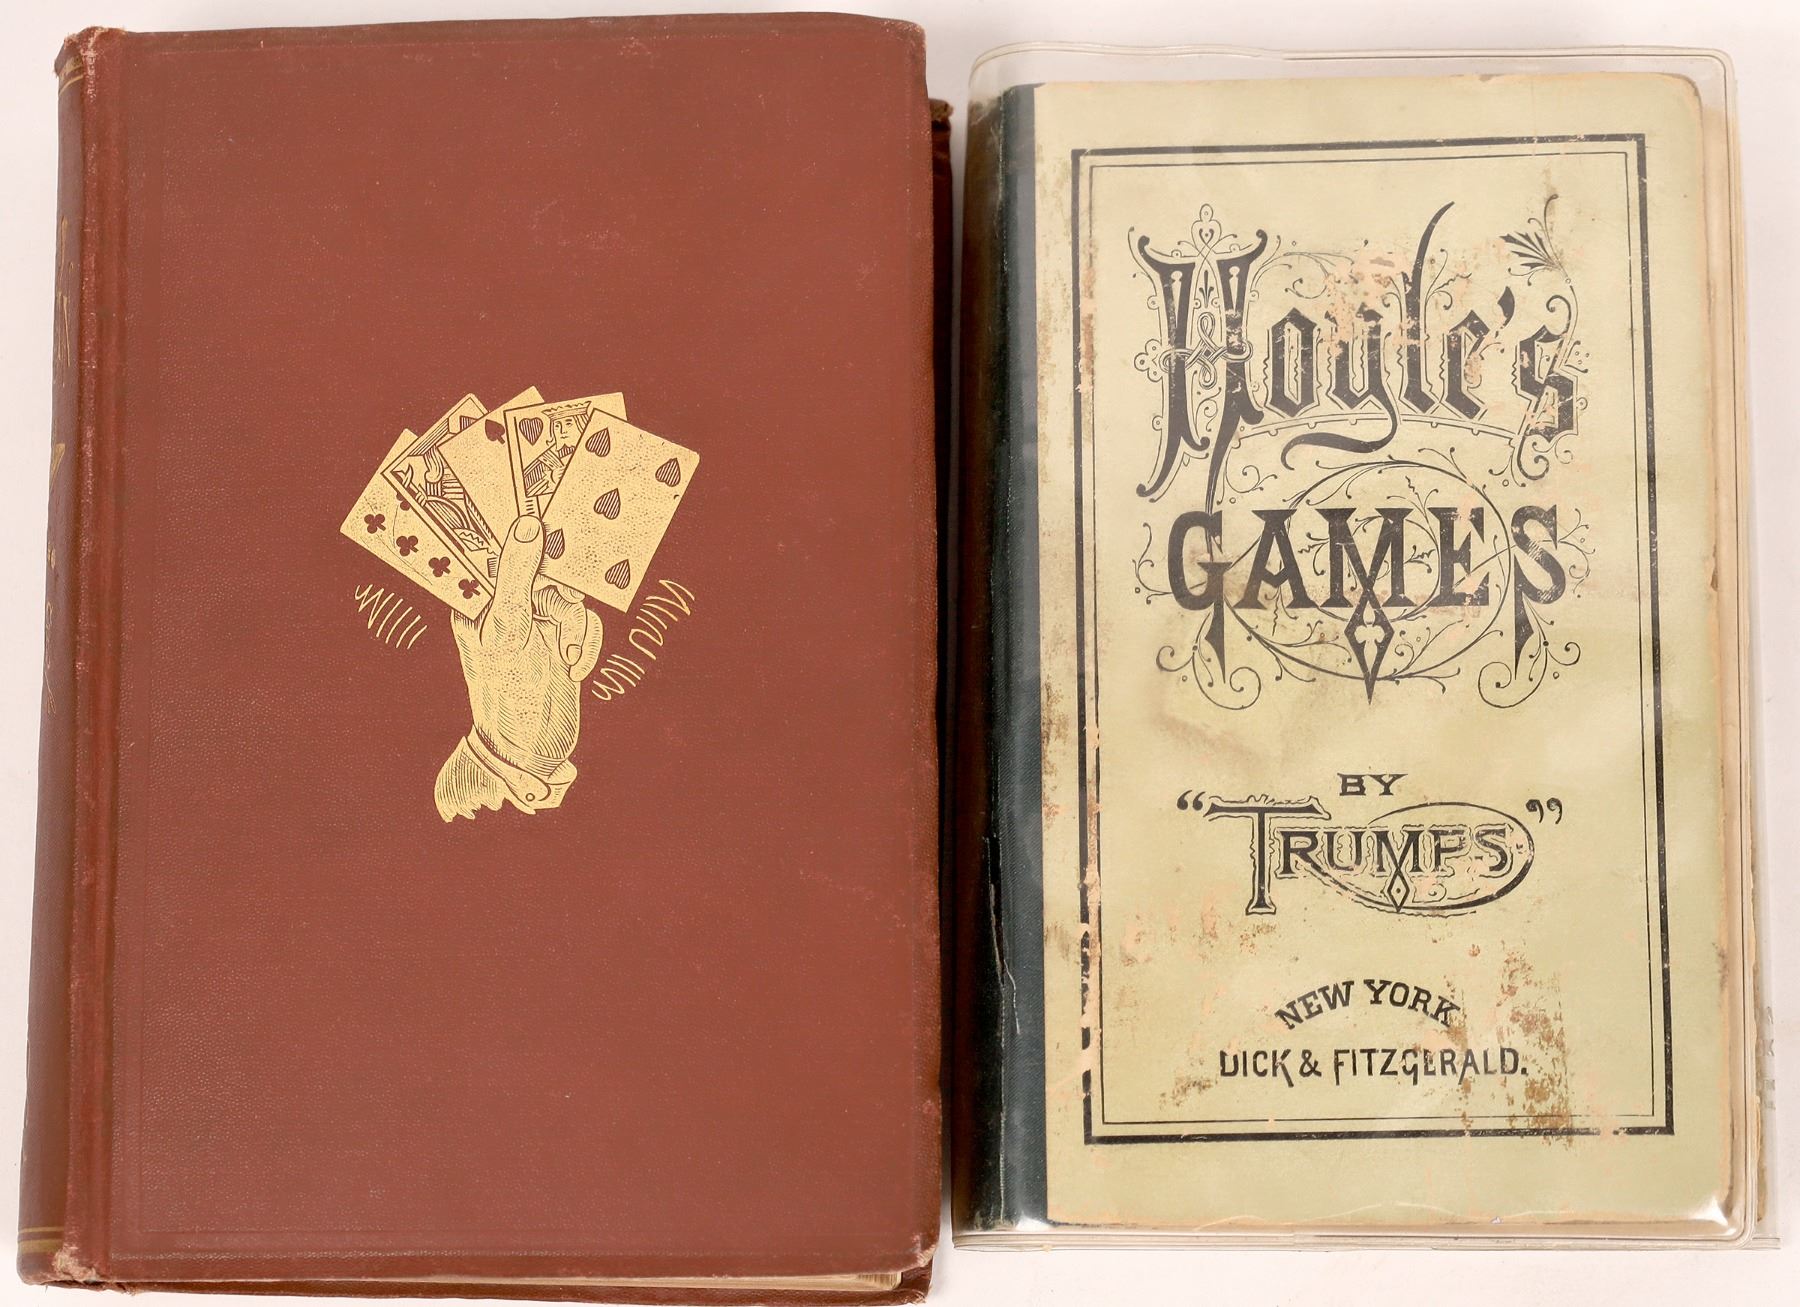 Hoyle's
GAMES
BY
"TRUMPS"
NEW YORK
DICK & FITZGERALD.